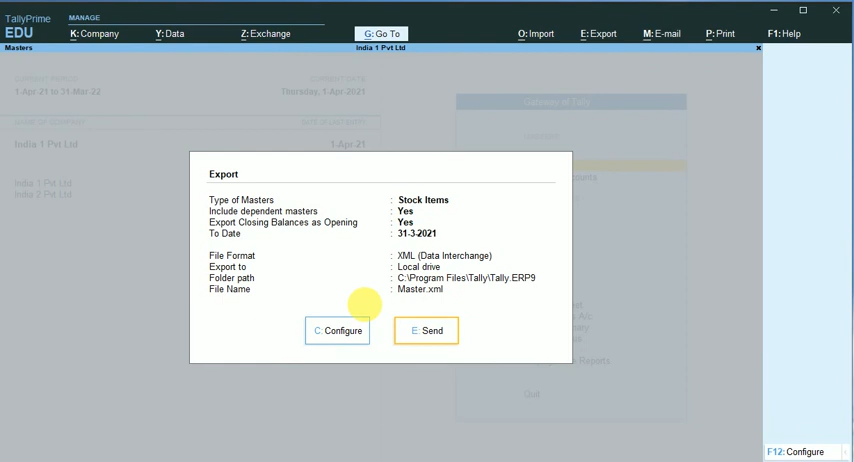 TallyPrime
MANAGE
EDU
K: Company
Y: Data
Z: Exchange
G: Go To
O: Import
E: Export
M: E-mail
P: Print
F1: Help
Masters
India 1 Pvt Ltd
CURRENT PERIOD
CURRENT DATE
1-Apr-21 to 31-Mar-22
Thursday, 1-Apr-2021
Gateway of Tally
NAME OF COMPANY
DATE OF LAST ENTRY
India 1 Pvt Ltd
1-Apr-21
India 1 Pvt Ltd
India 2 Pvt Ltd
Export
Type of Masters : Stock Items
Include dependent masters : Yes
Export Closing Balances as Opening : Yes
To Date : 31-3-2021
File Format : XML (Data Interchange)
Export to : Local drive
Folder path : C:\Program Files\Tally\Tally.ERP9
File Name : Master.xml
C: Configure
E: Send
A/c
Reports
Quit
F12: Configure